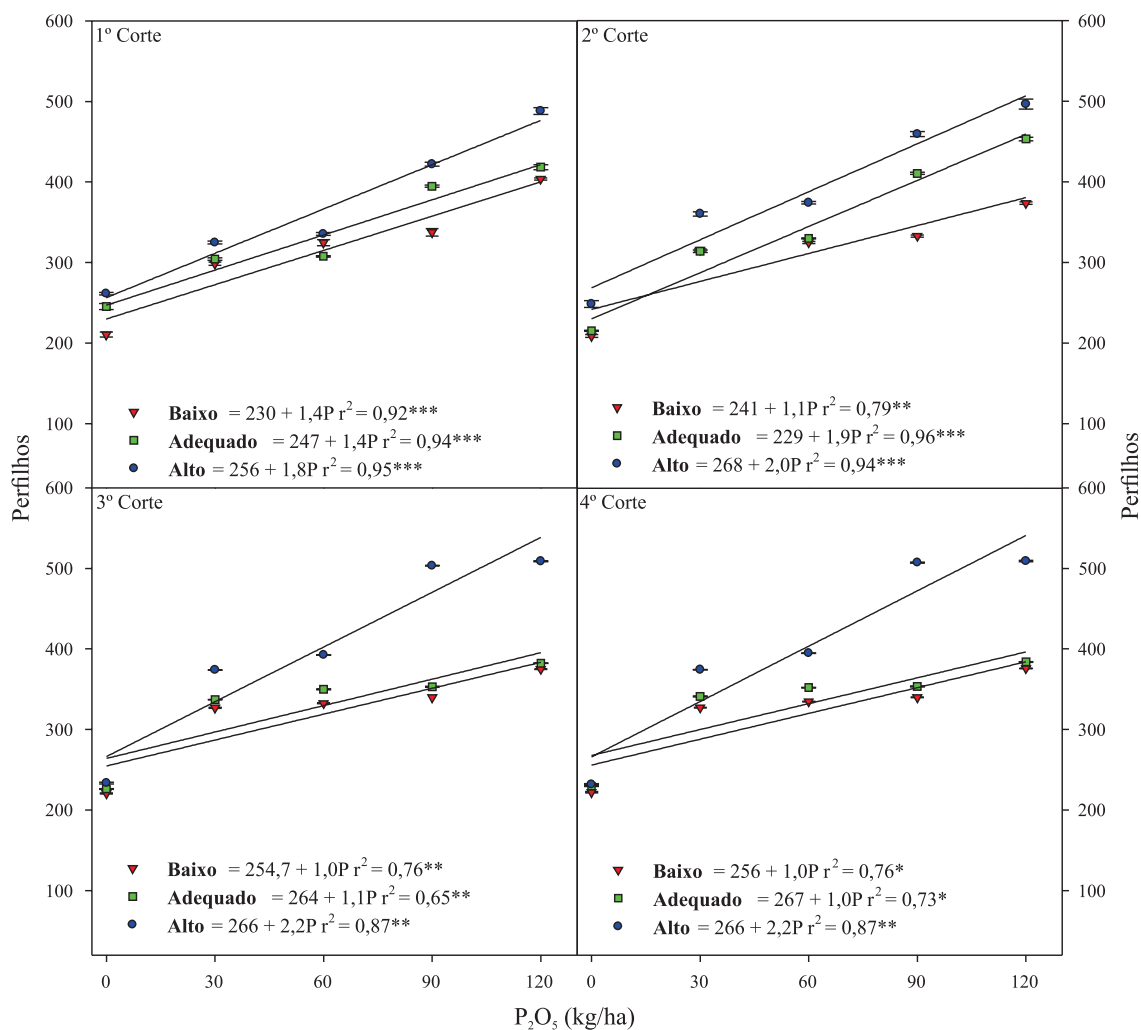 1º Corte
2º Corte
600
500
400
300
200
100
600
500
400
300
200
100
Baixo = 230 + 1,4P r² = 0,92***
Adequado = 247 + 1,4P r² = 0,94***
Alto = 256 + 1,8P r² = 0,95***
Baixo = 241 + 1,1P r² = 0,79**
Adequado = 229 + 1,9P r² = 0,96***
Alto = 268 + 2,0P r² = 0,94***
Perfilhos
Perfilhos
3º Corte
4º Corte
600
500
400
300
200
100
600
500
400
300
200
100
Baixo = 254,7 + 1,0P r² = 0,76**
Adequado = 264 + 1,1P r² = 0,65**
Alto = 266 + 2,2P r² = 0,87**
Baixo = 256 + 1,0P r² = 0,76*
Adequado = 267 + 1,0P r² = 0,73*
Alto = 266 + 2,2P r² = 0,87**
0 30 60 90 120
0 30 60 90 120
P₂O₅ (kg/ha)